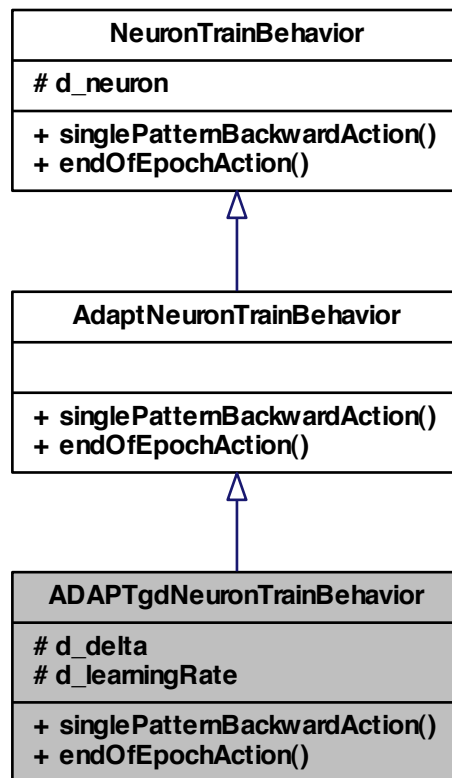 NeuronTrainBehavior
# d_neuron
+ singlePatternBackwardAction()
+ endOfEpochAction()
AdaptNeuronTrainBehavior
+ singlePatternBackwardAction()
+ endOfEpochAction()
ADAPTgdNeuronTrainBehavior
# d_delta
# d_learningRate
+ singlePatternBackwardAction()
+ endOfEpochAction()